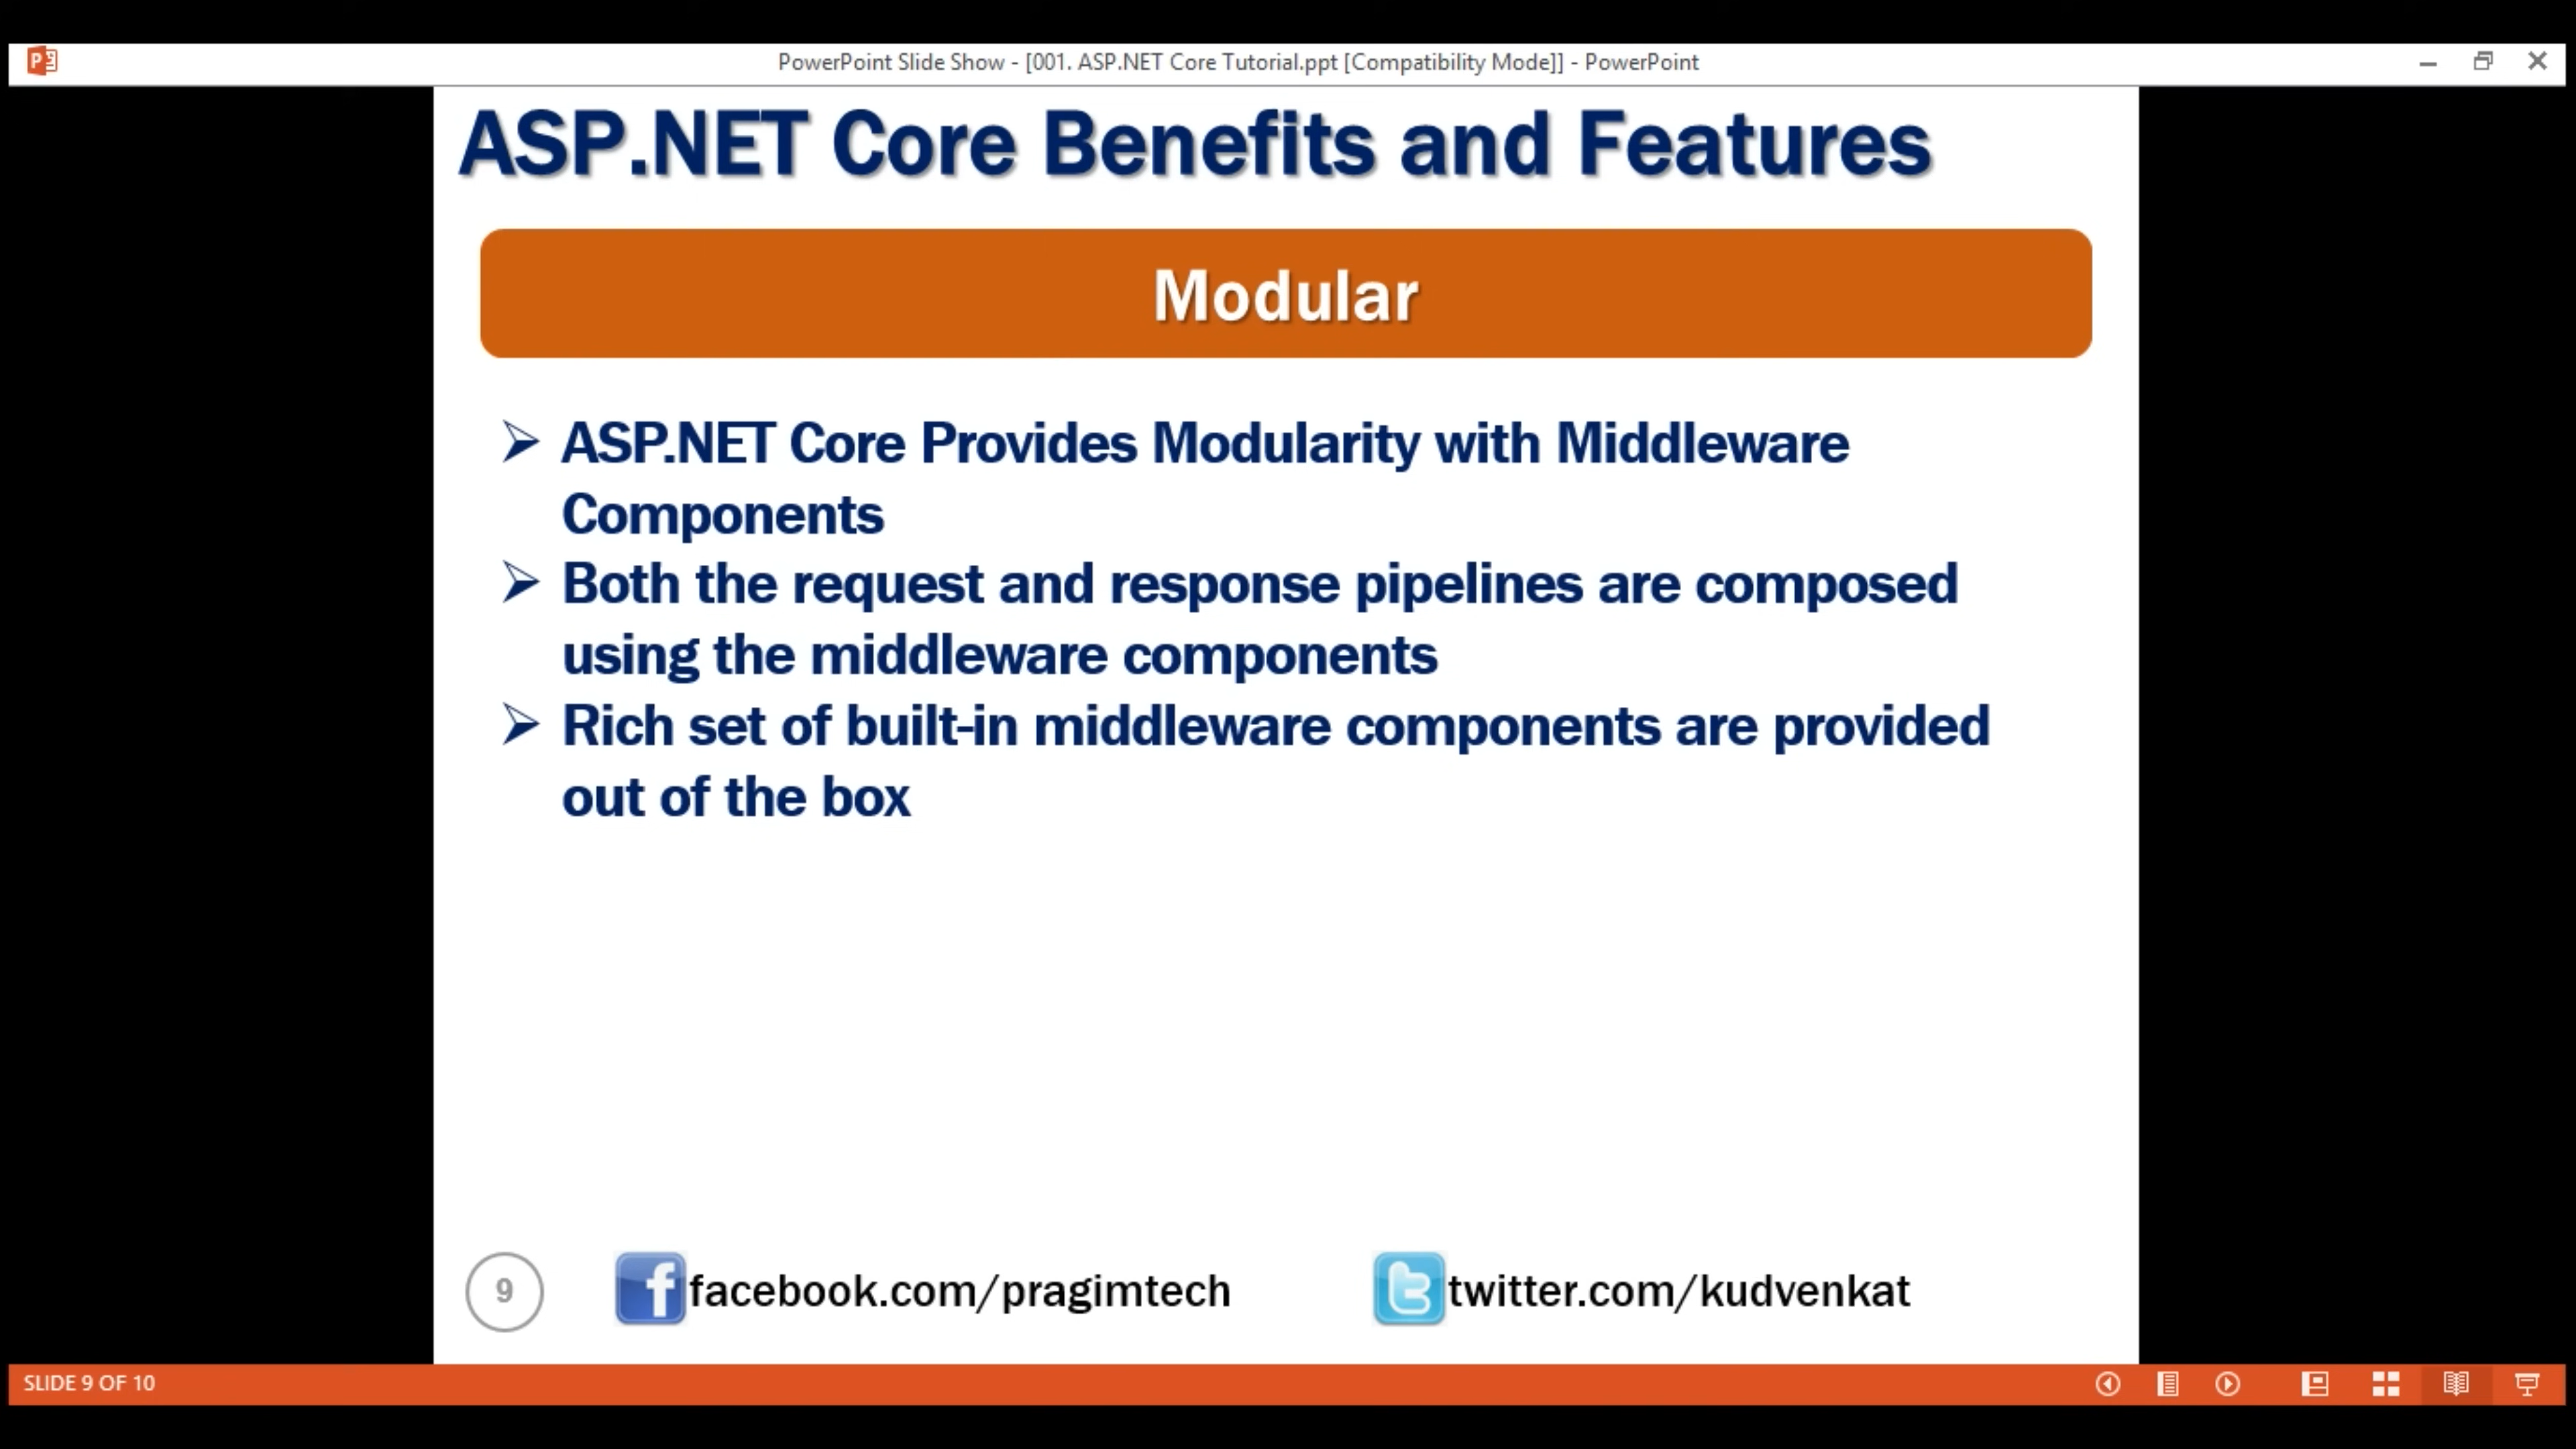 PowerPoint Slide Show - [001. ASP.NET Core Tutorial.ppt [Compatibility Mode]] - PowerPoint
ASP.NET Core Benefits and Features
Modular
ASP.NET Core Provides Modularity with Middleware
Components
Both the request and response pipelines are composed
using the middleware components
Rich set of built-in middleware components are provided
out of the box
9
facebook.com/pragimtech
twitter.com/kudvenkat
SLIDE 9 OF 10